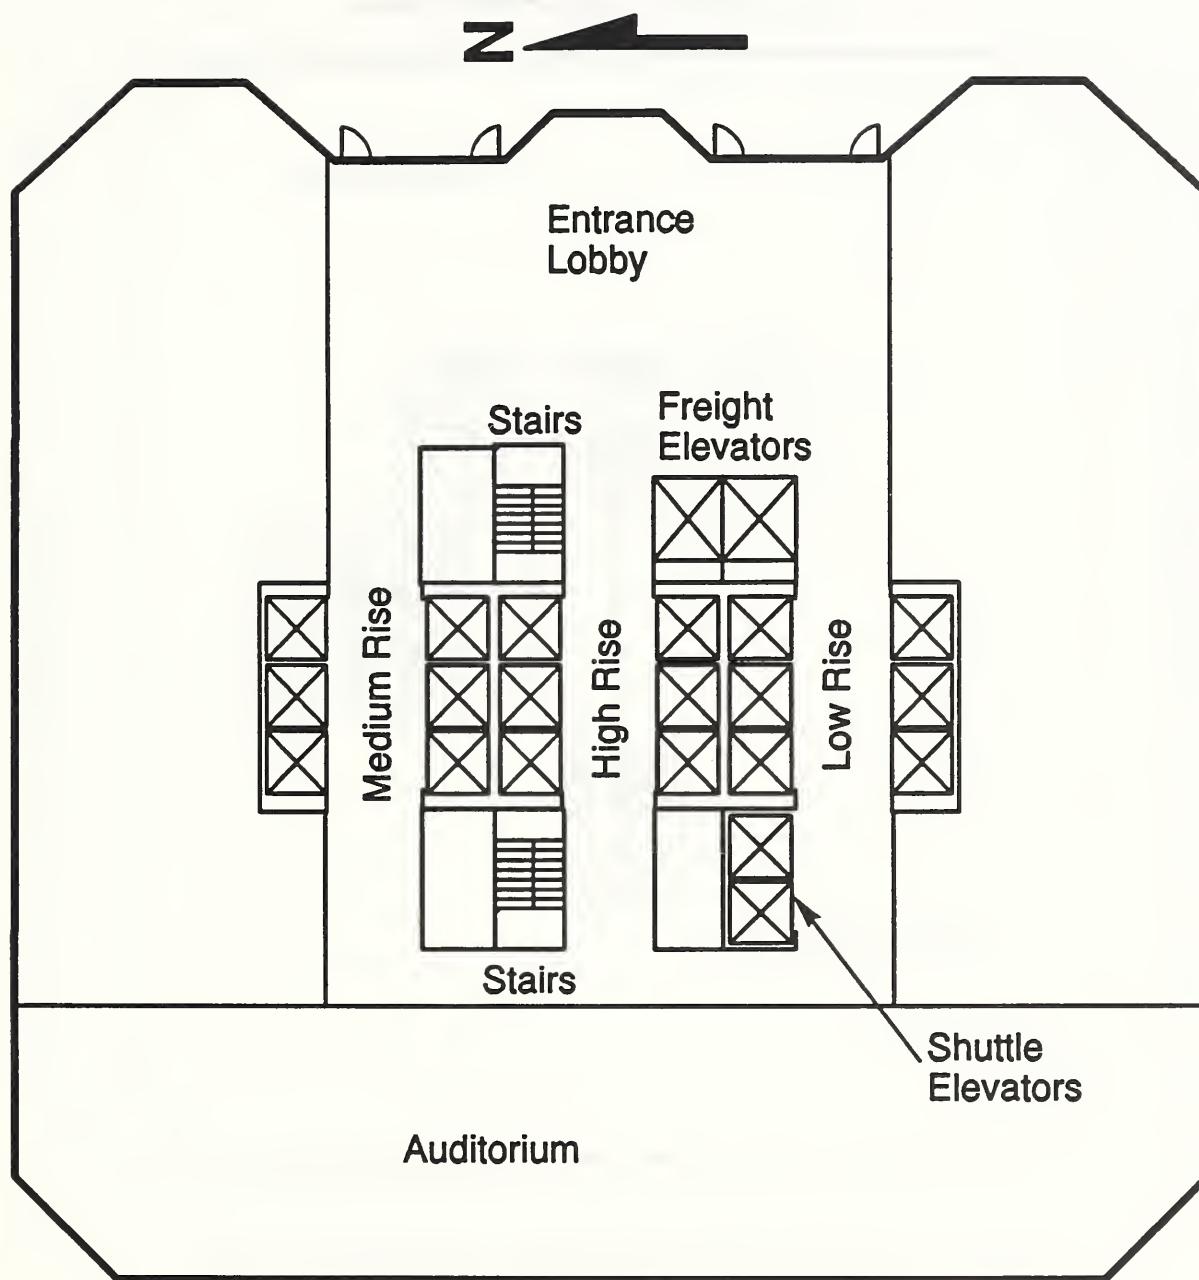 N
Entrance
Lobby
Stairs
Freight
Elevators
Medium Rise
High Rise
Low Rise
Stairs
Shuttle
Elevators
Auditorium